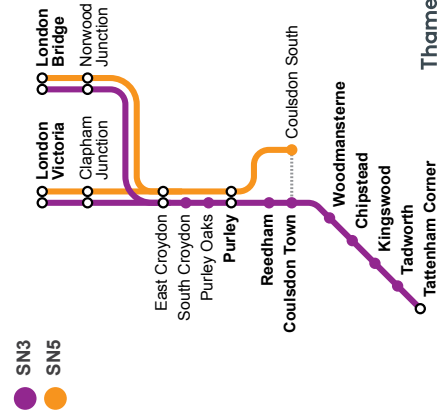 SN3
SN5
London
Victoria
Clapham
Junction
London
Bridge
Norwood
Junction
East Croydon
South Croydon
Purley Oaks
Purley
Reedham
Coulsdon Town
Coulsdon South
Woodmansterne
Chipstead
Kingswood
Tadworth
Tattenham Corner
Thame